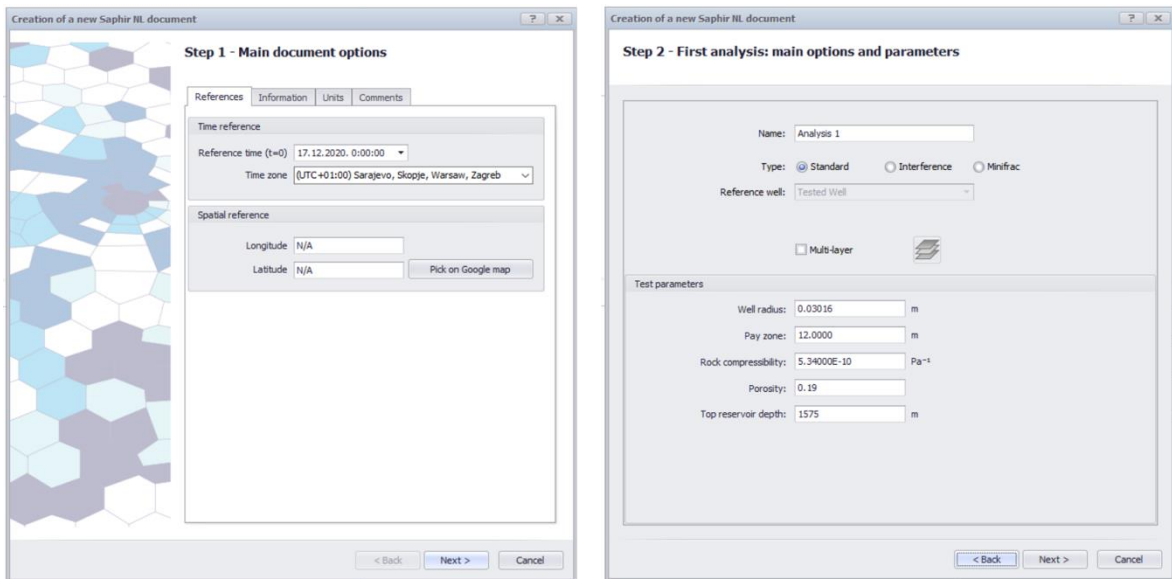 Creation of a new Saphir NL document
Step 1 - Main document options
References Information Units Comments
Time reference
Reference time (t=0) 17.12.2020. 0:00:00
Time zone (UTC+01:00) Sarajevo, Skopje, Warsaw, Zagreb
Spatial reference
Longitude N/A
Latitude N/A Pick on Google map
< Back Next > Cancel
Creation of a new Saphir NL document
Step 2 - First analysis: main options and parameters
Name: Analysis 1
Type: Standard Interference Minifrac
Reference well: Tested Well
Multi-layer
Test parameters
Well radius: 0.03016 m
Pay zone: 12.0000 m
Rock compressibility: 5.34000E-10 Pa⁻¹
Porosity: 0.19
Top reservoir depth: 1575 m
< Back Next > Cancel